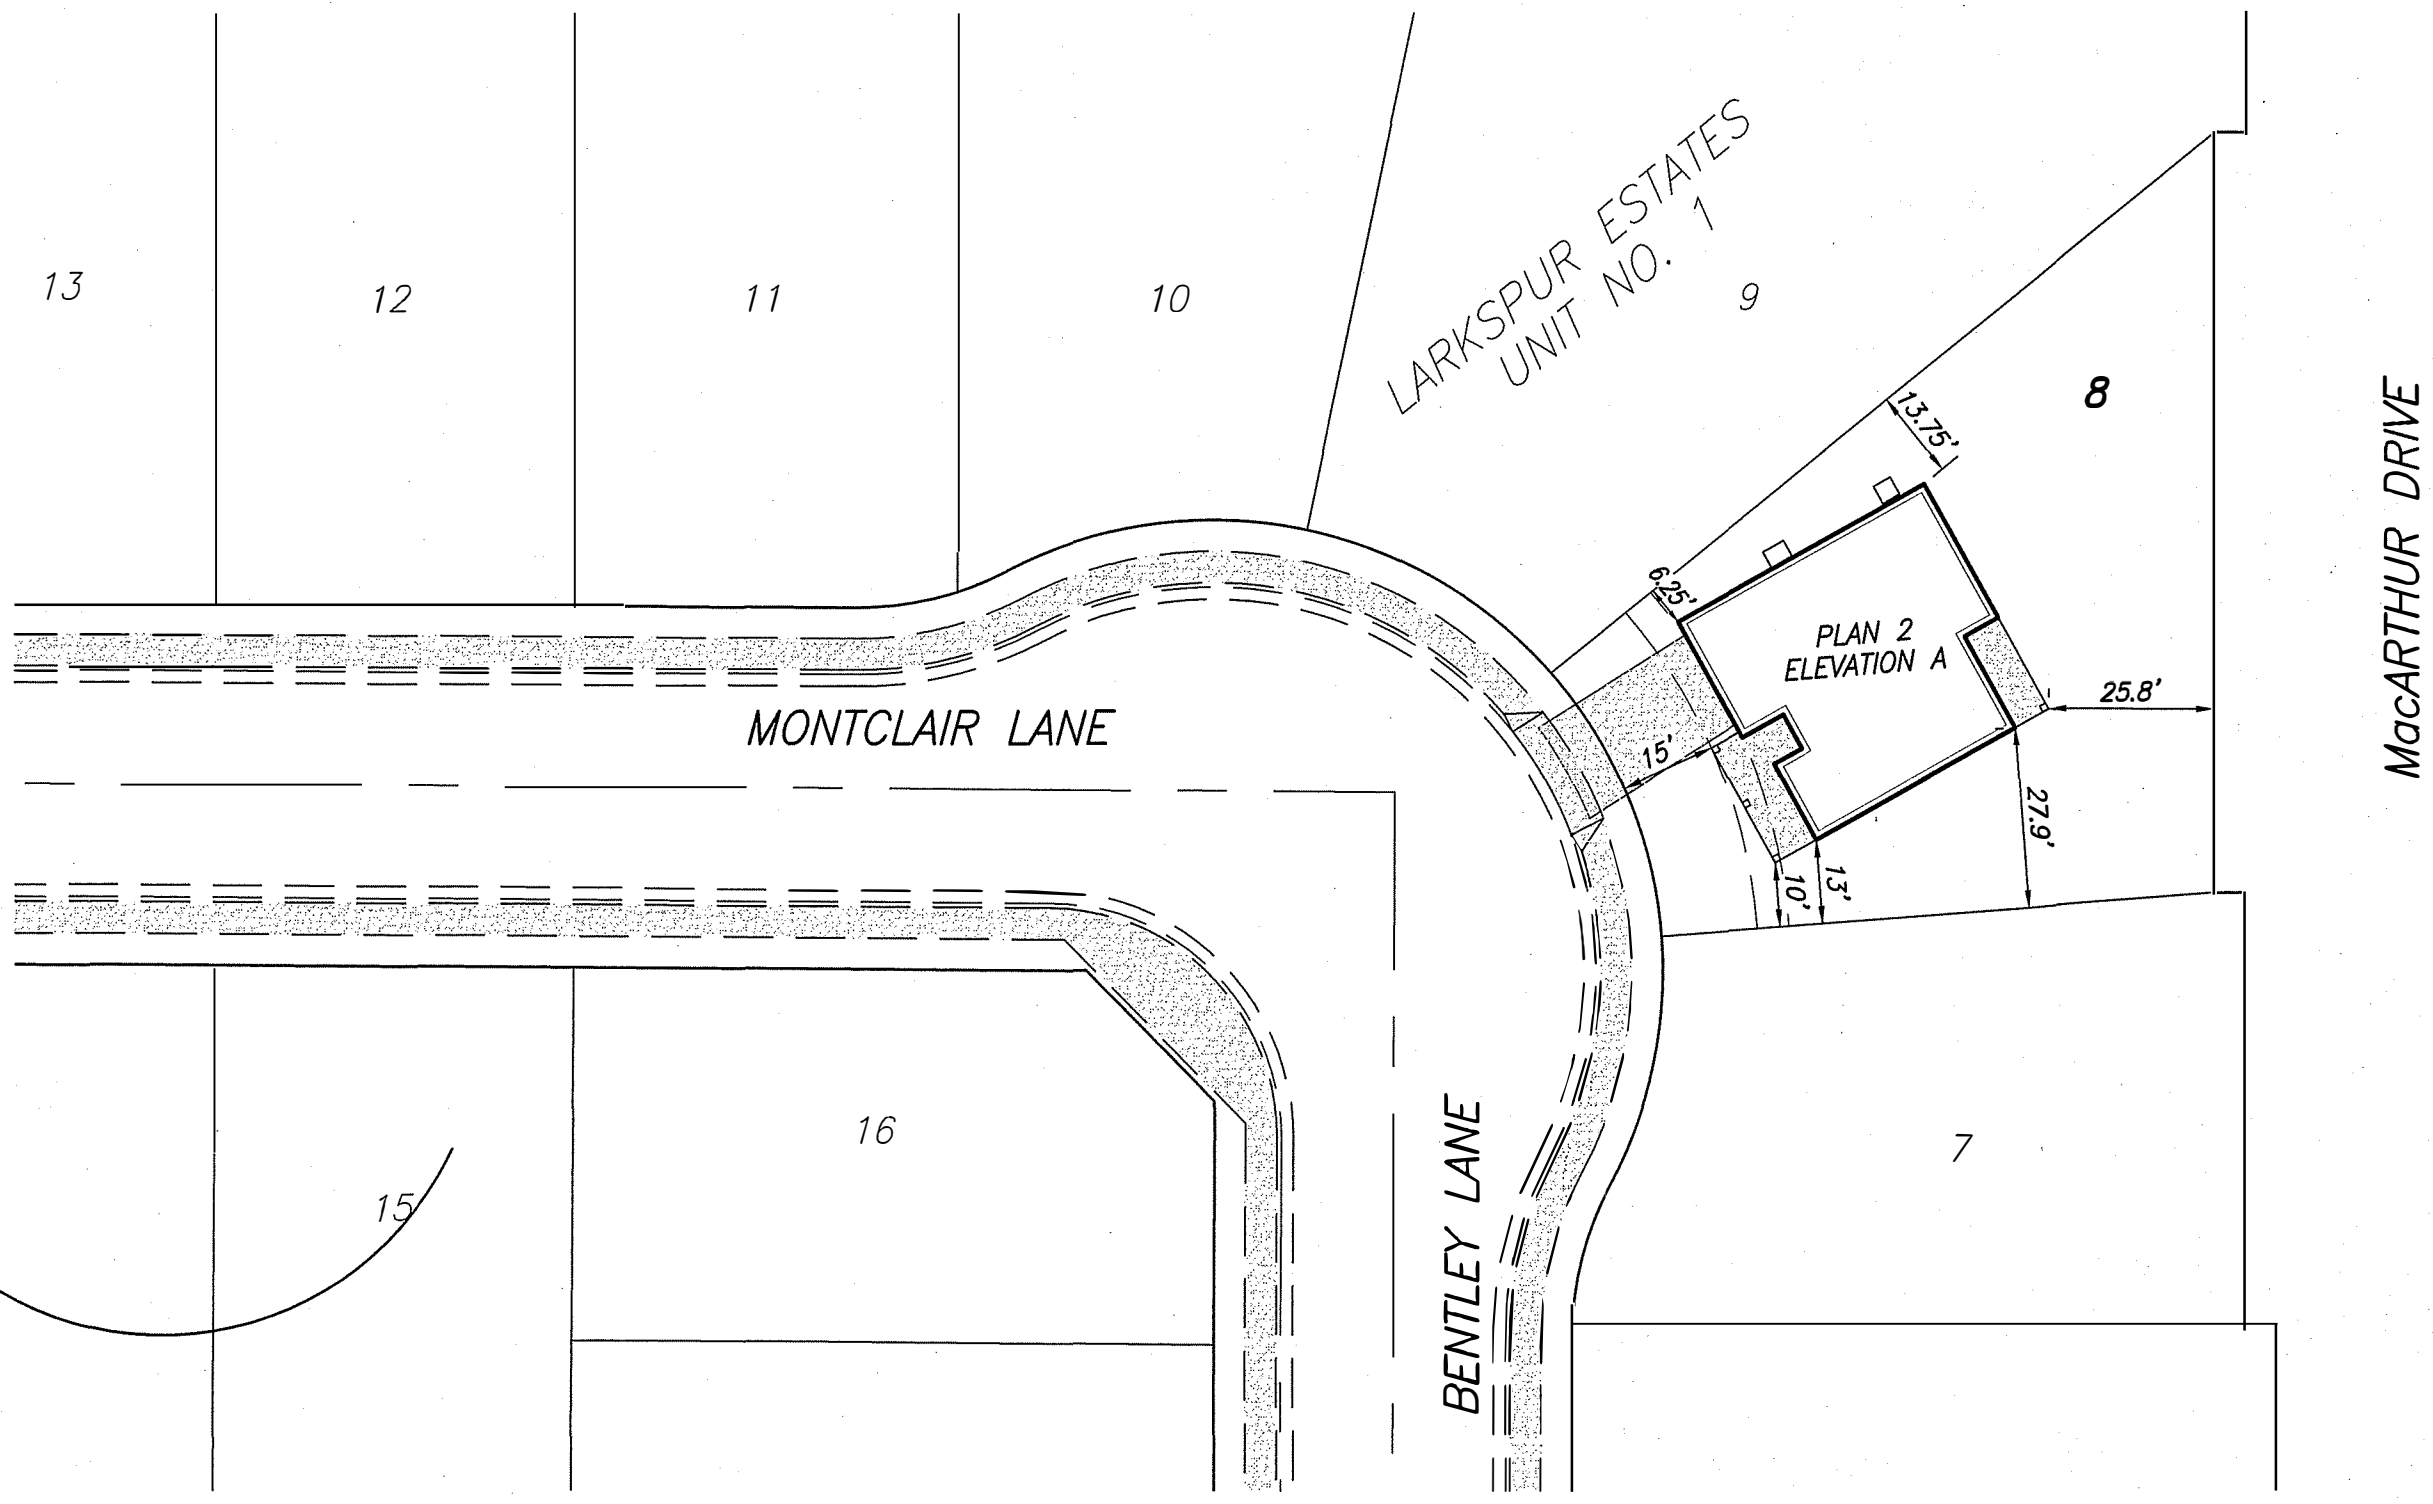 13
12
11
10
LARKSPUR ESTATES
UNIT NO. 1
9
8
13.75'
6.25'
PLAN 2
ELEVATION A
25.8'
MacARTHUR DRIVE
MONTCLAIR LANE
15'
27.9'
13'
10'
16
15
7
BENTLEY LANE